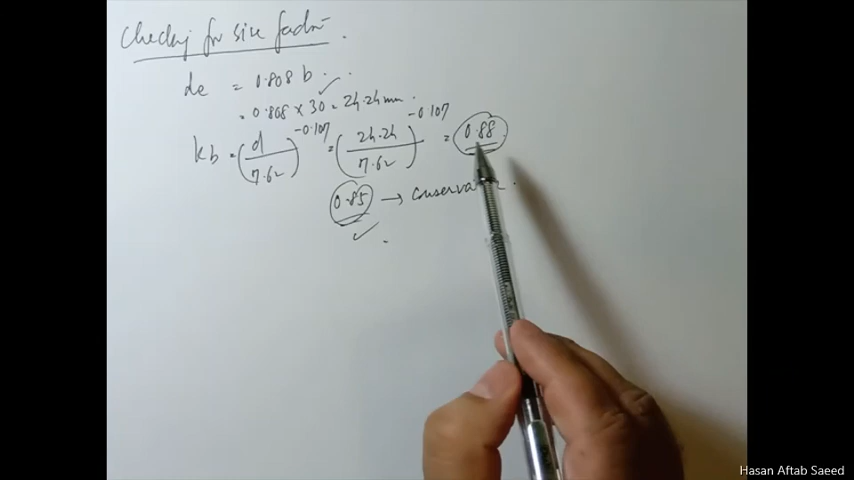 Checking for size factor.
de = 0.808 b.
= 0.808 × 30 = 24.24 mm.
kb = (d/7.62)^-0.107 = (24.24/7.62)^-0.107 = 0.88
0.85 → conserva
Hasan Aftab Saeed